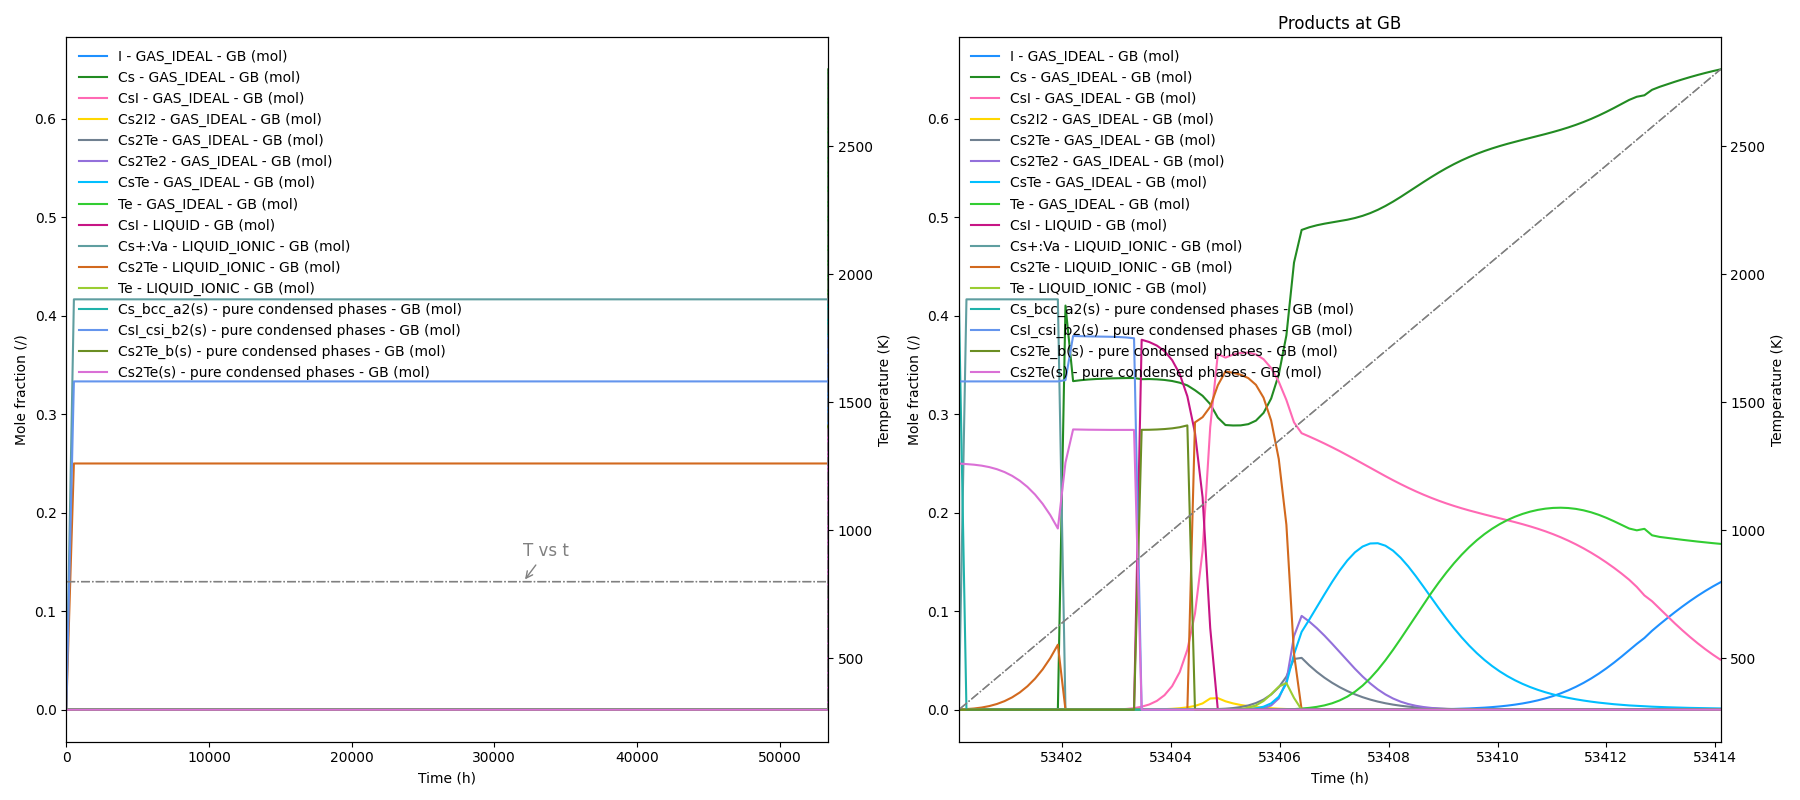 Products at GB
I - GAS_IDEAL - GB (mol)
Cs - GAS_IDEAL - GB (mol)
CsI - GAS_IDEAL - GB (mol)
Cs2I2 - GAS_IDEAL - GB (mol)
Cs2Te - GAS_IDEAL - GB (mol)
Cs2Te2 - GAS_IDEAL - GB (mol)
CsTe - GAS_IDEAL - GB (mol)
Te - GAS_IDEAL - GB (mol)
CsI - LIQUID - GB (mol)
Cs+:Va - LIQUID_IONIC - GB (mol)
Cs2Te - LIQUID_IONIC - GB (mol)
Te - LIQUID_IONIC - GB (mol)
Cs_bcc_a2(s) - pure condensed phases - GB (mol)
CsI_csi_b2(s) - pure condensed phases - GB (mol)
Cs2Te_b(s) - pure condensed phases - GB (mol)
Cs2Te(s) - pure condensed phases - GB (mol)
T vs t
Mole fraction (/)
0.6
0.5
0.4
0.3
0.2
0.1
0.0
0
10000
20000
30000
40000
50000
Time (h)
2500
2000
1500
1000
500
Temperature (K)
I - GAS_IDEAL - GB (mol)
Cs - GAS_IDEAL - GB (mol)
CsI - GAS_IDEAL - GB (mol)
Cs2I2 - GAS_IDEAL - GB (mol)
Cs2Te - GAS_IDEAL - GB (mol)
Cs2Te2 - GAS_IDEAL - GB (mol)
CsTe - GAS_IDEAL - GB (mol)
Te - GAS_IDEAL - GB (mol)
CsI - LIQUID - GB (mol)
Cs+:Va - LIQUID_IONIC - GB (mol)
Cs2Te - LIQUID_IONIC - GB (mol)
Te - LIQUID_IONIC - GB (mol)
Cs_bcc_a2(s) - pure condensed phases - GB (mol)
CsI_csi_b2(s) - pure condensed phases - GB (mol)
Cs2Te_b(s) - pure condensed phases - GB (mol)
Cs2Te(s) - pure condensed phases - GB (mol)
Mole fraction (/)
0.6
0.5
0.4
0.3
0.2
0.1
0.0
53402
53404
53406
53408
53410
53412
53414
Time (h)
2500
2000
1500
1000
500
Temperature (K)